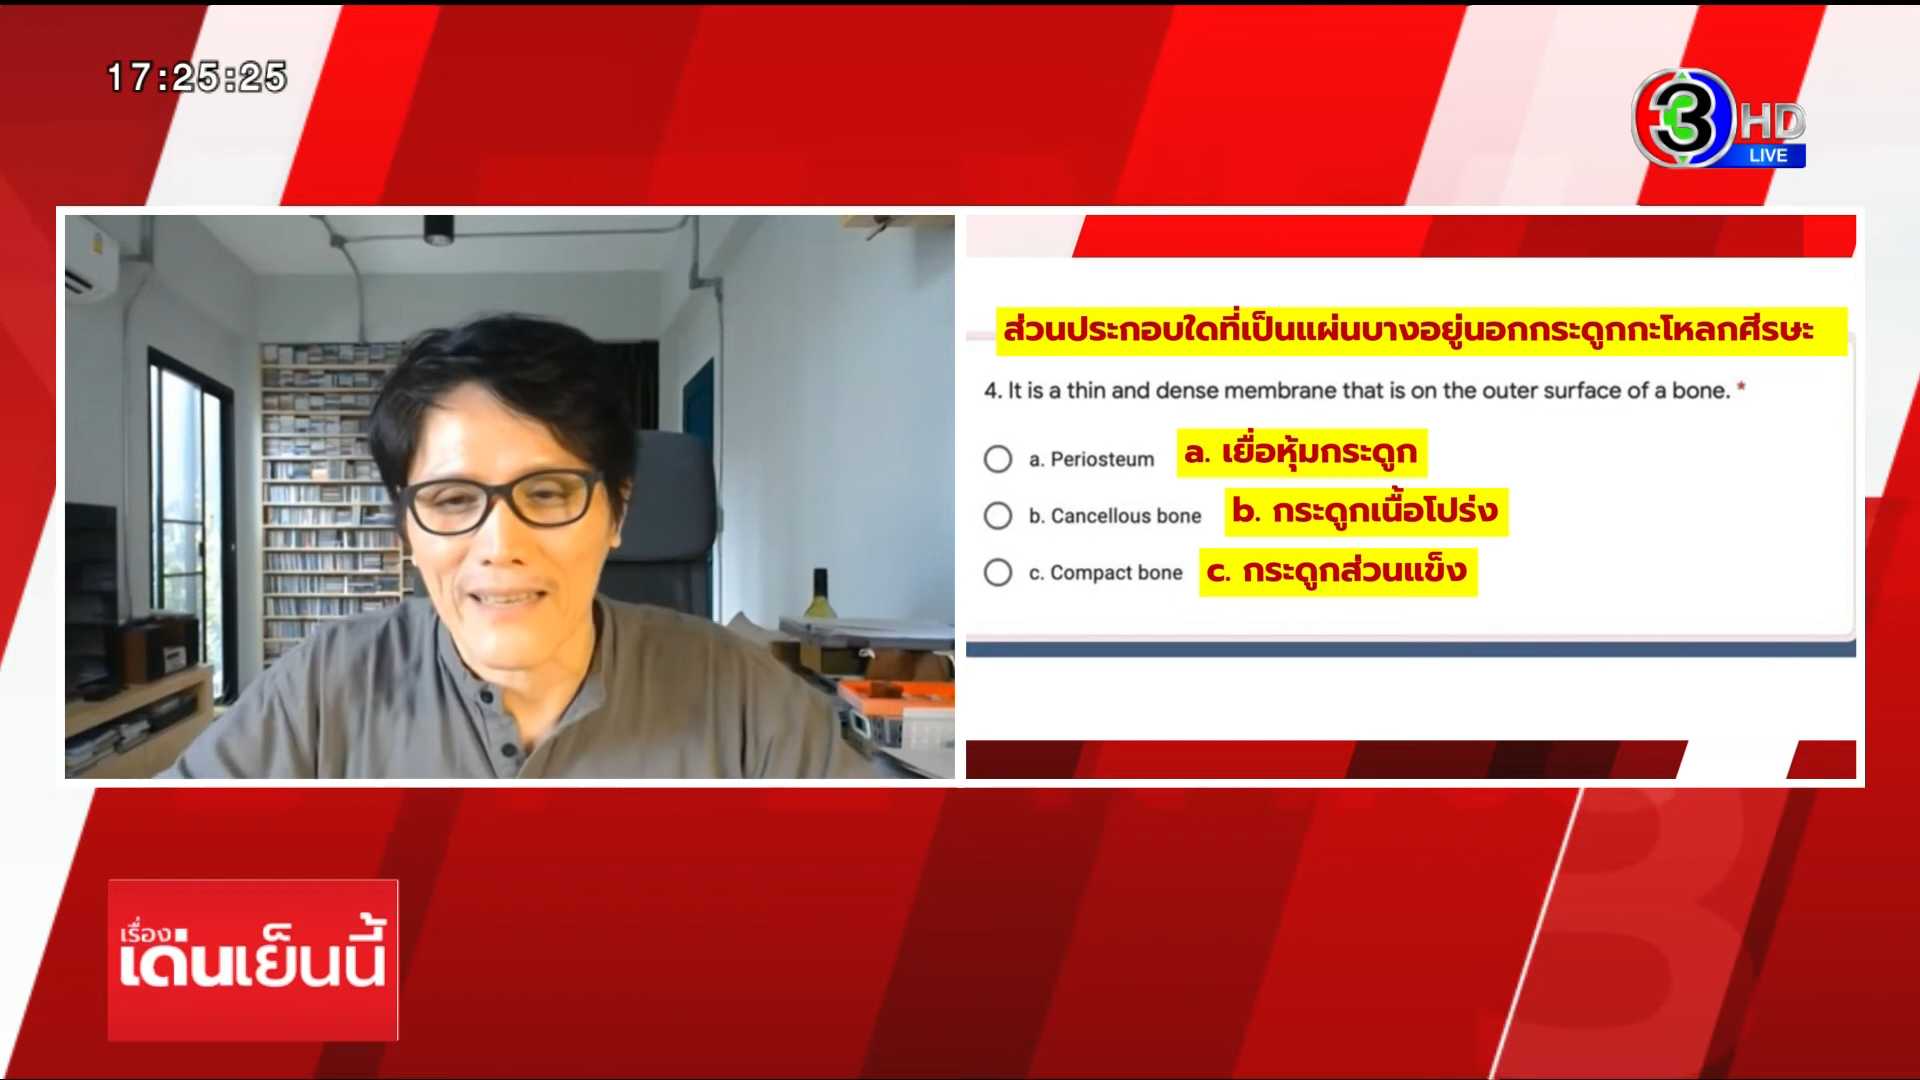 17:25:25
3 HD
LIVE
ส่วนประกอบใดที่เป็นแผ่นบางอยู่นอกกระดูกกะโหลกศีรษะ
4. It is a thin and dense membrane that is on the outer surface of a bone. *
a. Periosteum a. เยื่อหุ้มกระดูก
b. Cancellous bone b. กระดูกเนื้อโปร่ง
c. Compact bone c. กระดูกส่วนแข็ง
เรื่อง
เด่นเย็นนี้